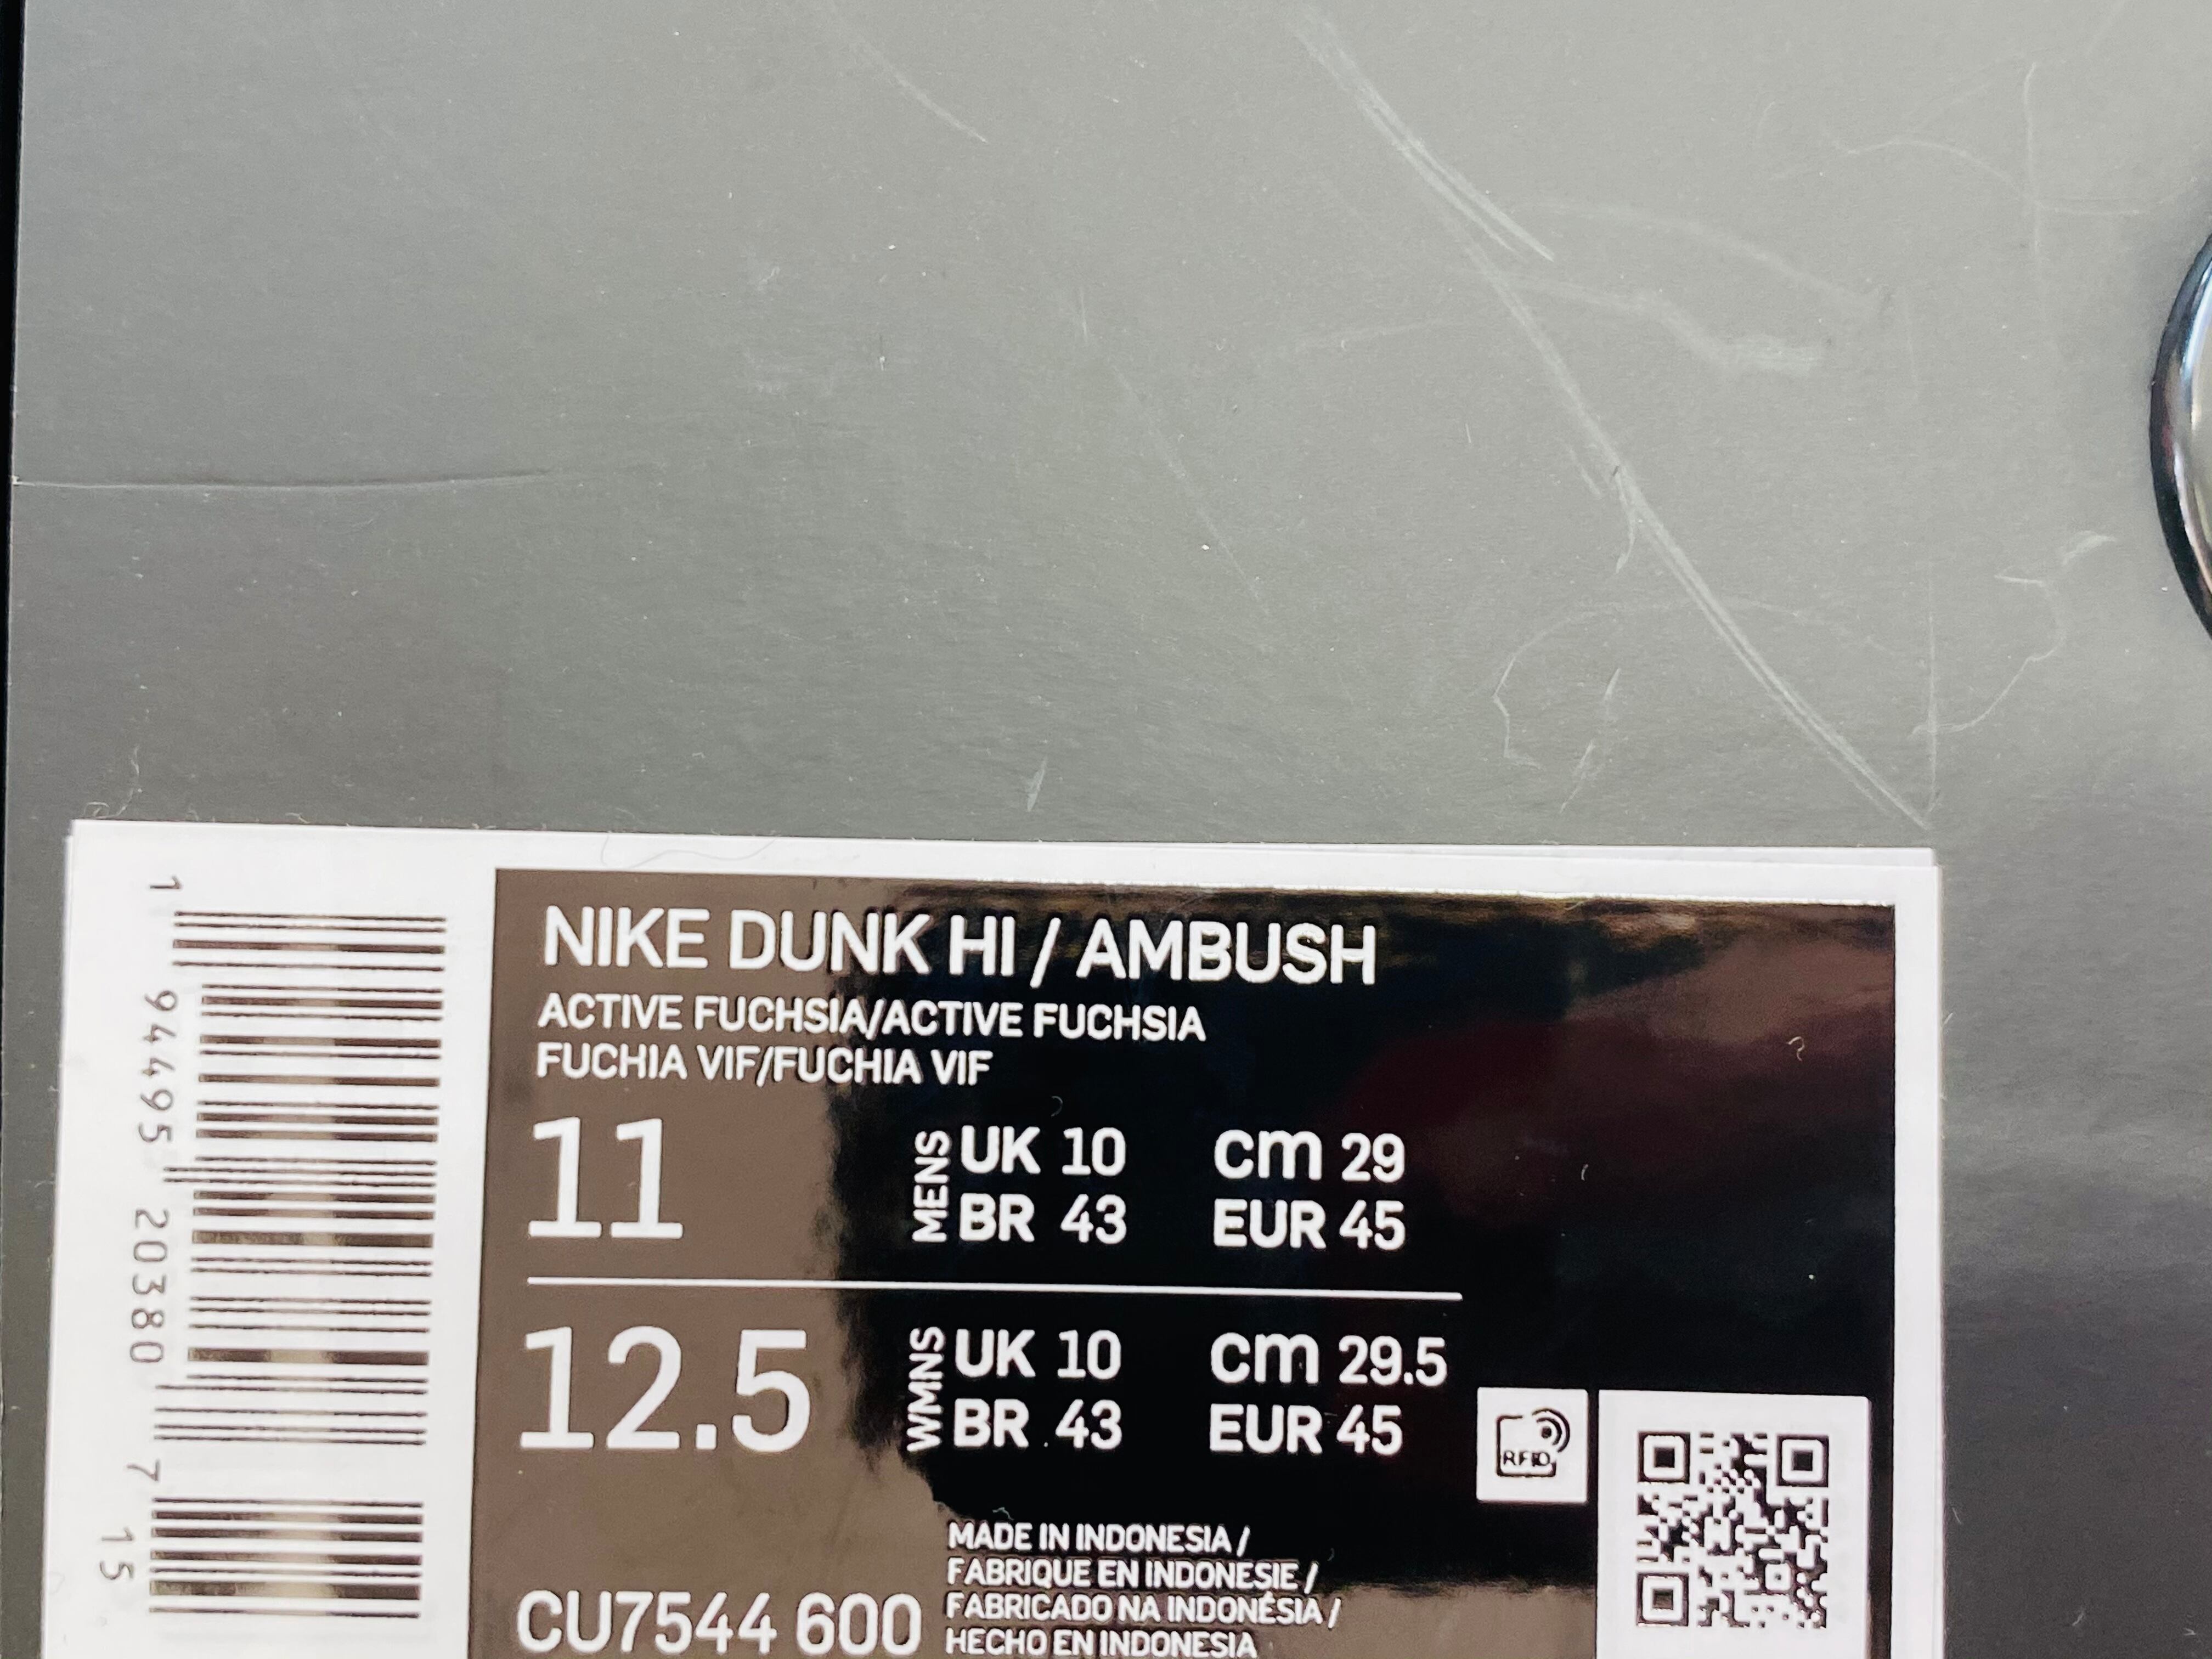 NIKE DUNK HI / AMBUSH
ACTIVE FUCHSIA/ACTIVE FUCHSIA
FUCHIA VIF/FUCHIA VIF
11
MENS
UK 10 cm 29
BR 43 EUR 45
12.5
WMNS
UK 10 cm 29.5
BR 43 EUR 45
RFID
MADE IN INDONESIA /
FABRIQUE EN INDONESIE /
FABRICADO NA INDONÉSIA /
HECHO EN INDONESIA
CU7544 600
1 94495 20380 7 15